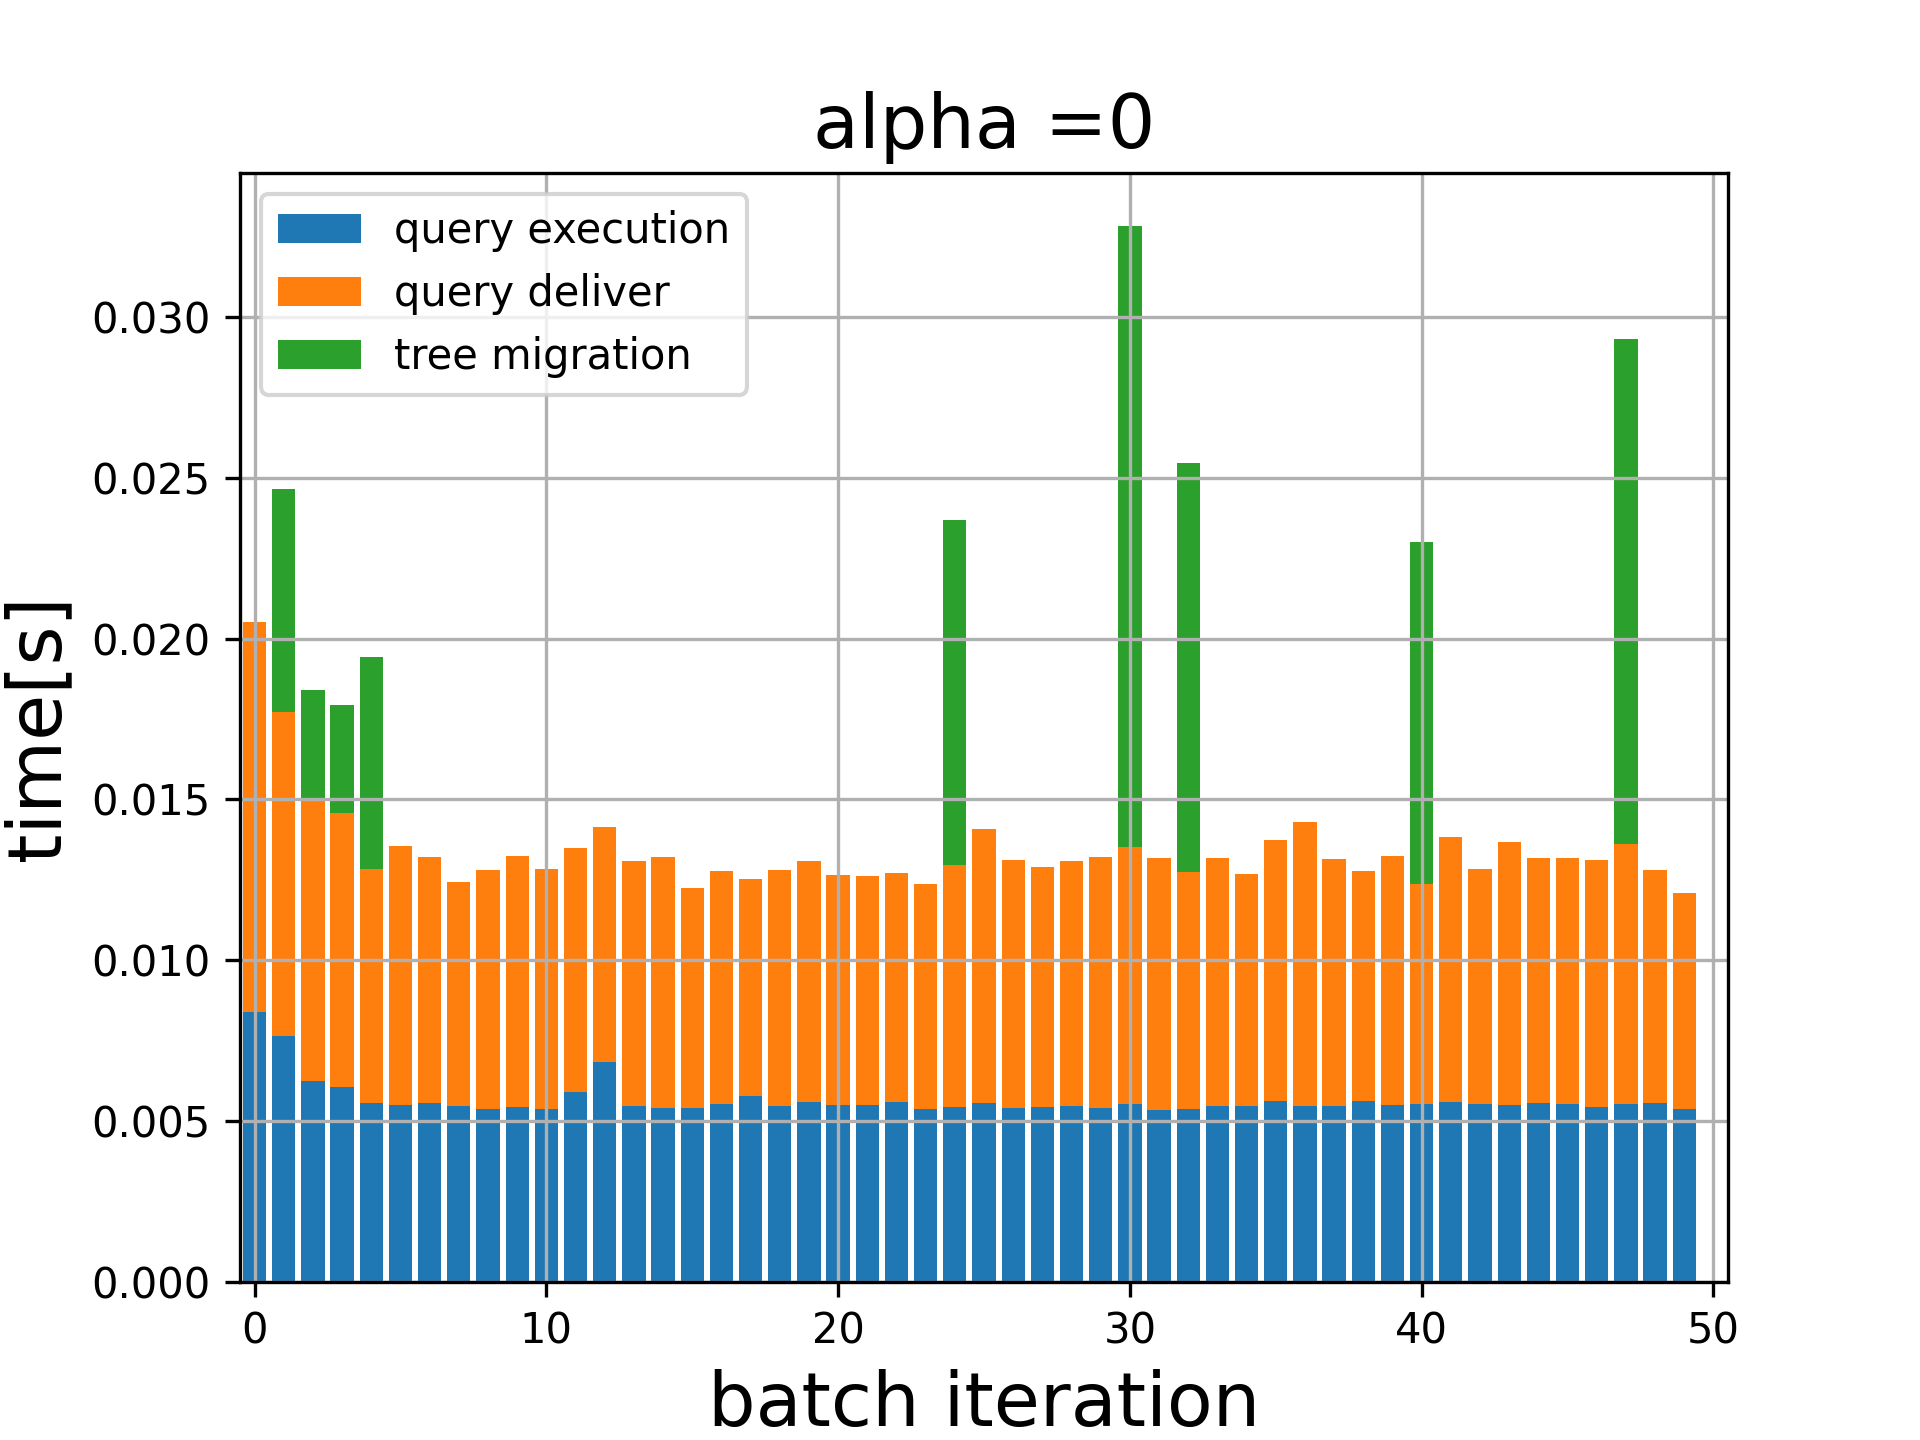 alpha =0
query execution
query deliver
tree migration
0.030
0.025
0.020
0.015
0.010
0.005
0.000
time[s]
0 10 20 30 40 50
batch iteration